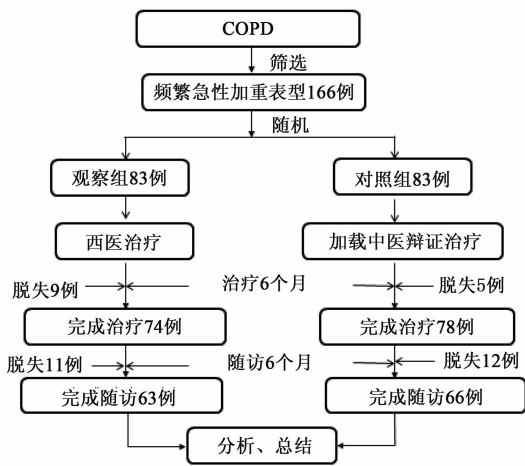 COPD
筛选
频繁急性加重表型166例
随机
观察组83例
对照组83例
西医治疗
加载中医辩证治疗
脱失9例
治疗6个月
脱失5例
完成治疗74例
完成治疗78例
脱失11例
随访6个月
脱失12例
完成随访63例
完成随访66例
分析、总结